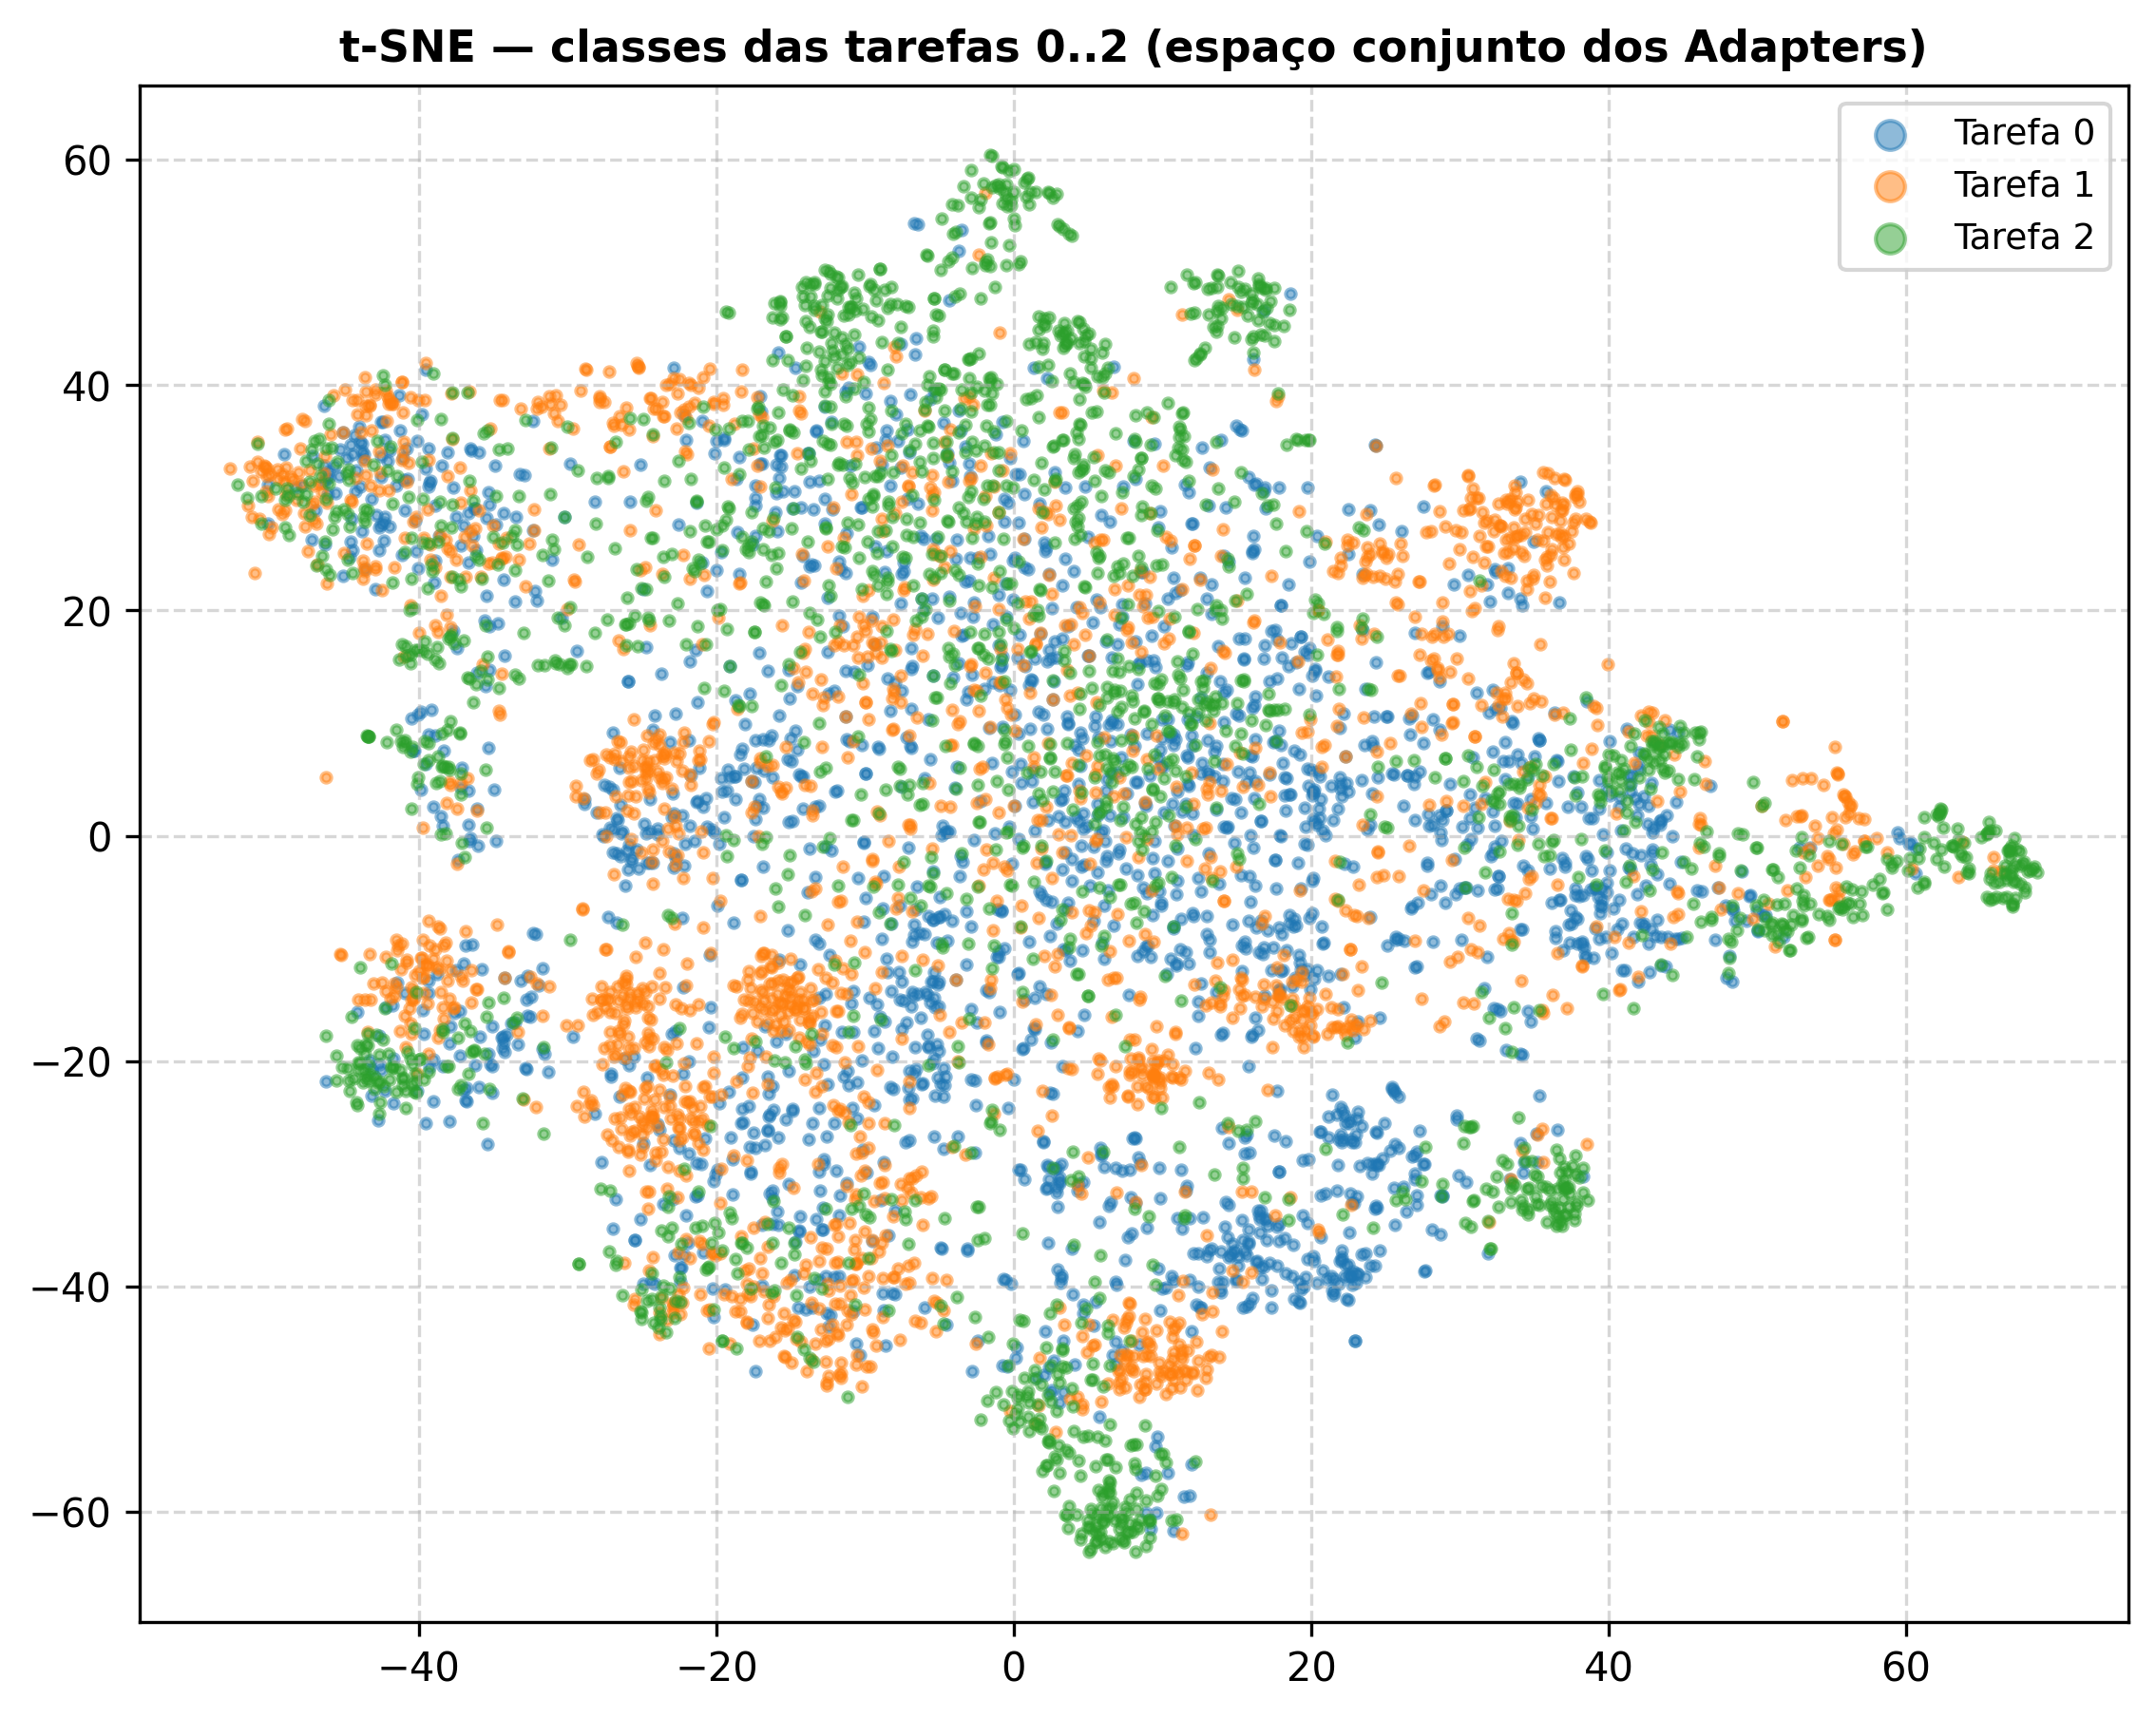 t-SNE — classes das tarefas 0..2 (espaço conjunto dos Adapters)
Tarefa 0
Tarefa 1
Tarefa 2
60
40
20
0
−20
−40
−60
−40 −20 0 20 40 60